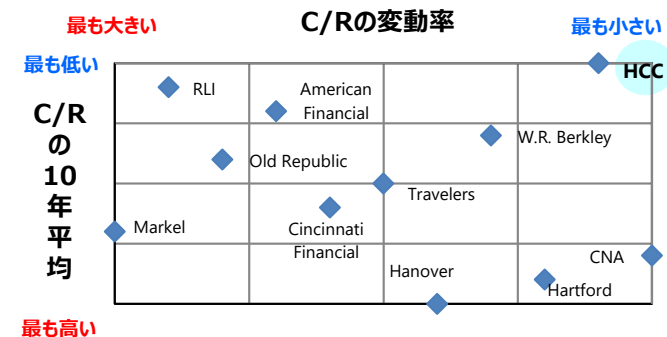 C/Rの変動率
最も大きい
最も小さい
最も低い
HCC
RLI
American
Financial
C/R
の
10
年
平
均
W.R. Berkley
Old Republic
Travelers
Markel
Cincinnati
Financial
CNA
Hanover
Hartford
最も高い